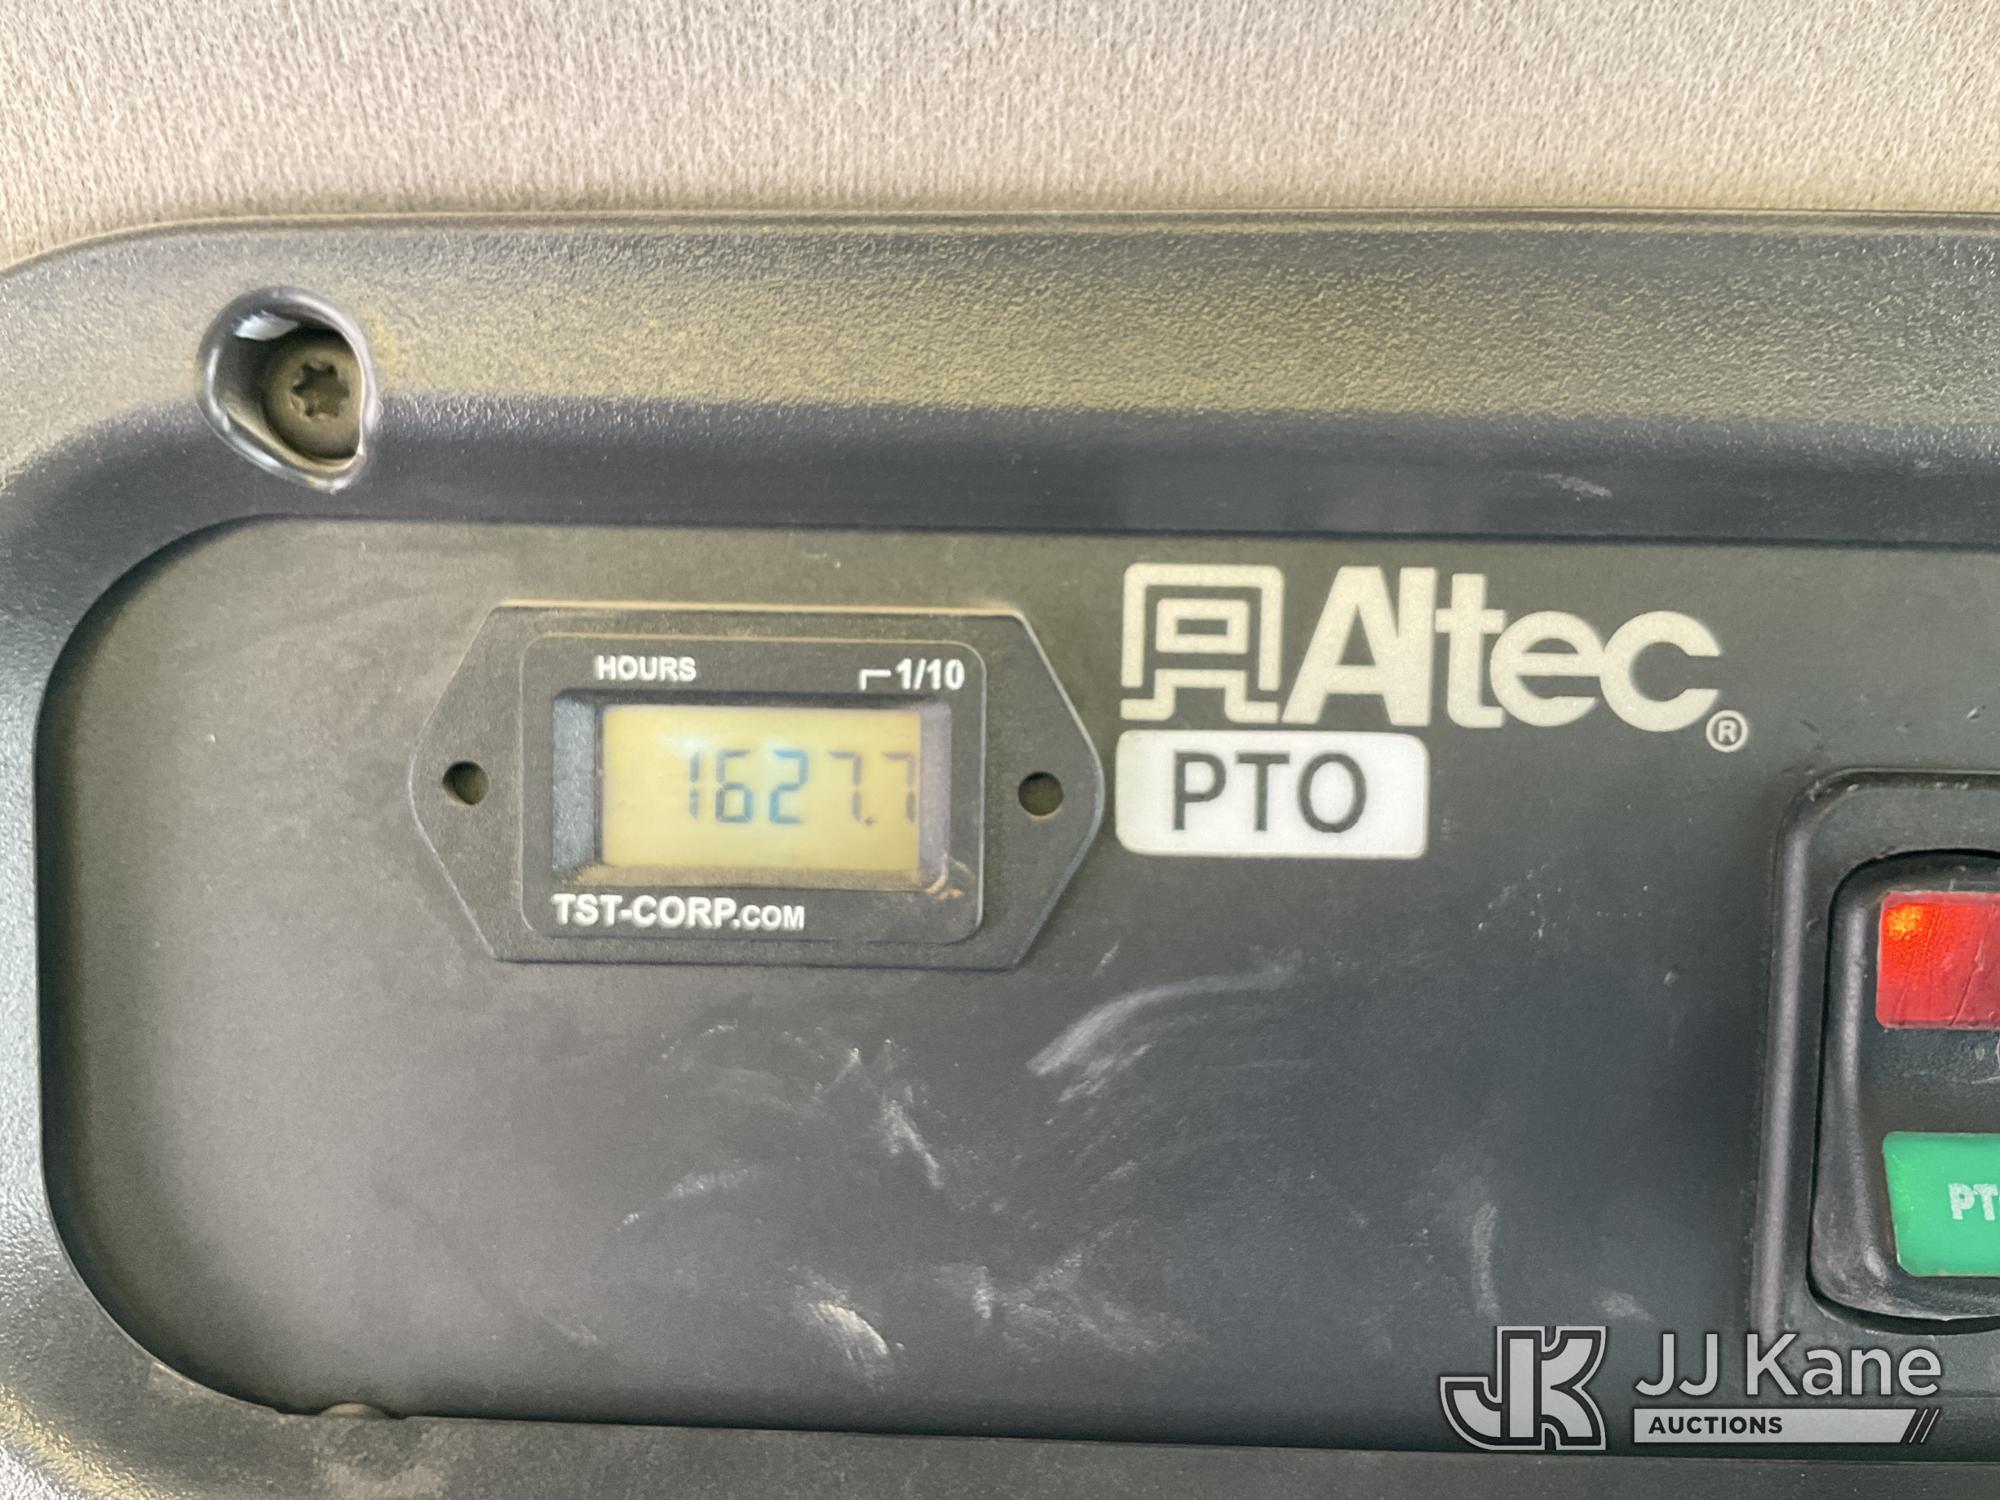 HOURS 1/10
1627.7
TST-CORP.COM
Altec®
PTO
JJ Kane
AUCTIONS